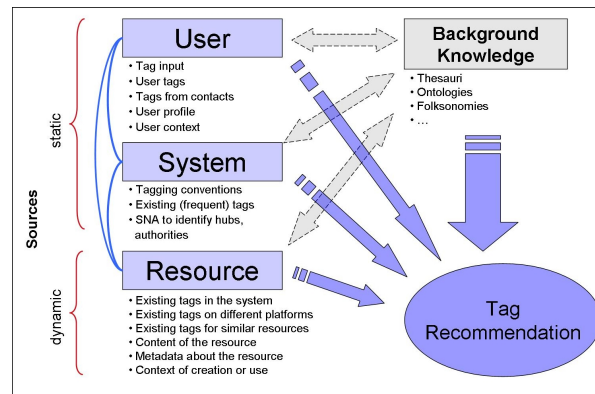 User
• Tag input
• User tags
• Tags from contacts
• User profile
• User context
System
• Tagging conventions
• Existing (frequent) tags
• SNA to identify hubs,
authorities
Resource
• Existing tags in the system
• Existing tags on different platforms
• Existing tags for similar resources
• Content of the resource
• Metadata about the resource
• Context of creation or use
Background
Knowledge
• Thesauri
• Ontologies
• Folksonomies
• ...
Tag
Recommendation
Sources
static
dynamic